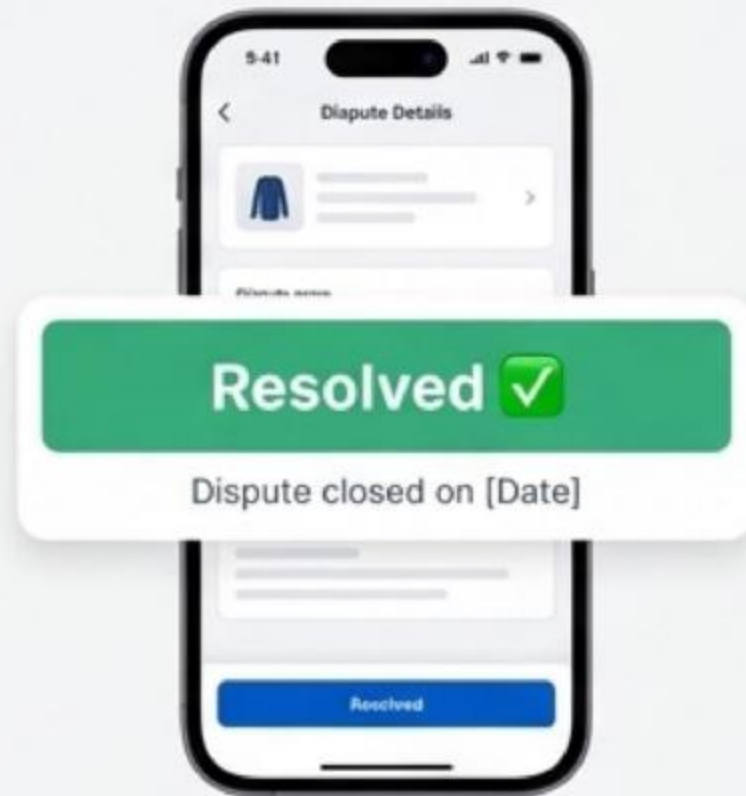 9:41
Diapute Details
Resolved ✅
Dispute closed on [Date]
Resolved